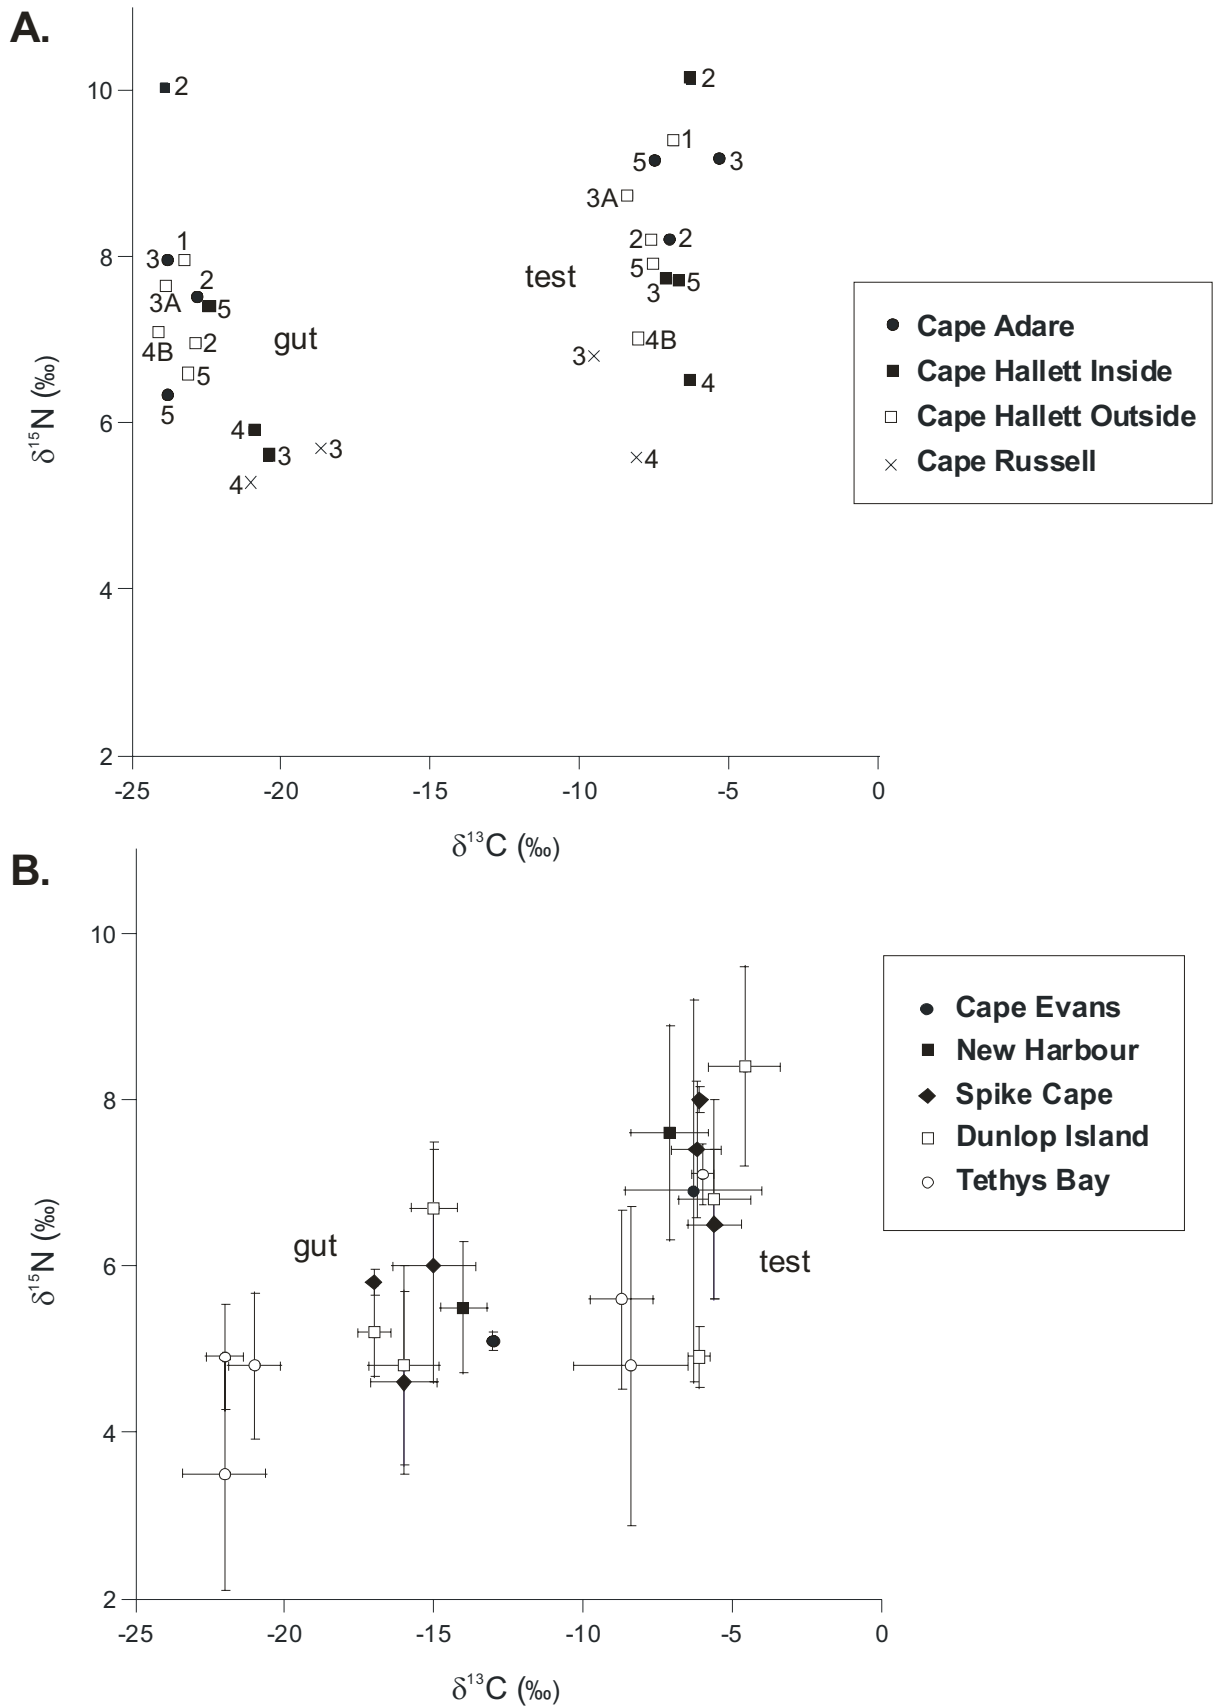 A.
10
8
6
4
2
δ¹⁵N (‰)
-25 -20 -15 -10 -5 0
δ¹³C (‰)
2
2
1
5 3
3A
1
3
2
2 2
test
3A
5
5
3 5
gut
4B
2
4B
3
5
5
4
4
3
3
4
4
Cape Adare
Cape Hallett Inside
Cape Hallett Outside
Cape Russell
B.
10
8
6
4
2
δ¹⁵N (‰)
-25 -20 -15 -10 -5 0
δ¹³C (‰)
gut
test
Cape Evans
New Harbour
Spike Cape
Dunlop Island
Tethys Bay